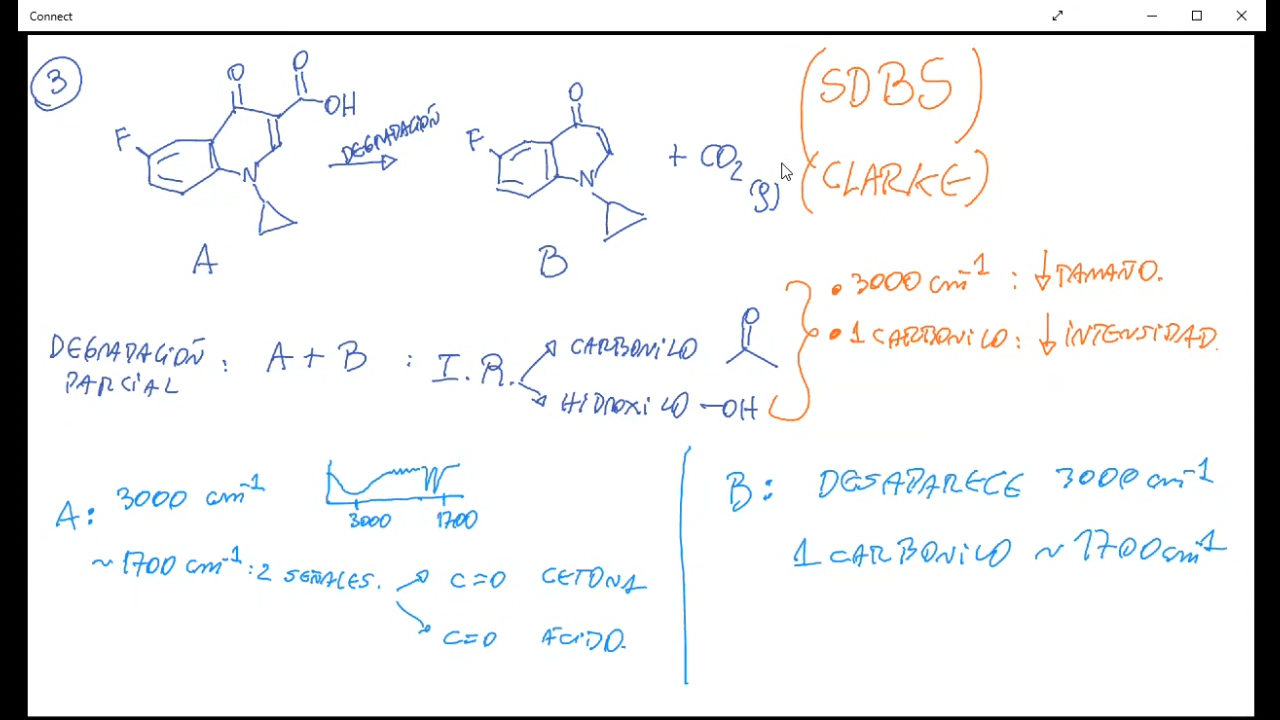 Connect
3
O
O
OH
F
N
A
DEGRADACIÓN
O
F
N
B
+ CO2 (g)
(SDBS)
(CLARKE)
DEGRADACIÓN PARCIAL : A + B : I.R.
CARBONILO O
HIDROXILO —OH
• 3000 cm-1 : ↓ TAMAÑO.
• 1 CARBONILO : ↓ INTENSIDAD.
A: 3000 cm-1
3000 1700
~ 1700 cm-1 : 2 SEÑALES.
C=O CETONA
C=O ÁCIDO.
B: DESAPARECE 3000 cm-1
1 CARBONILO ~ 1700 cm-1